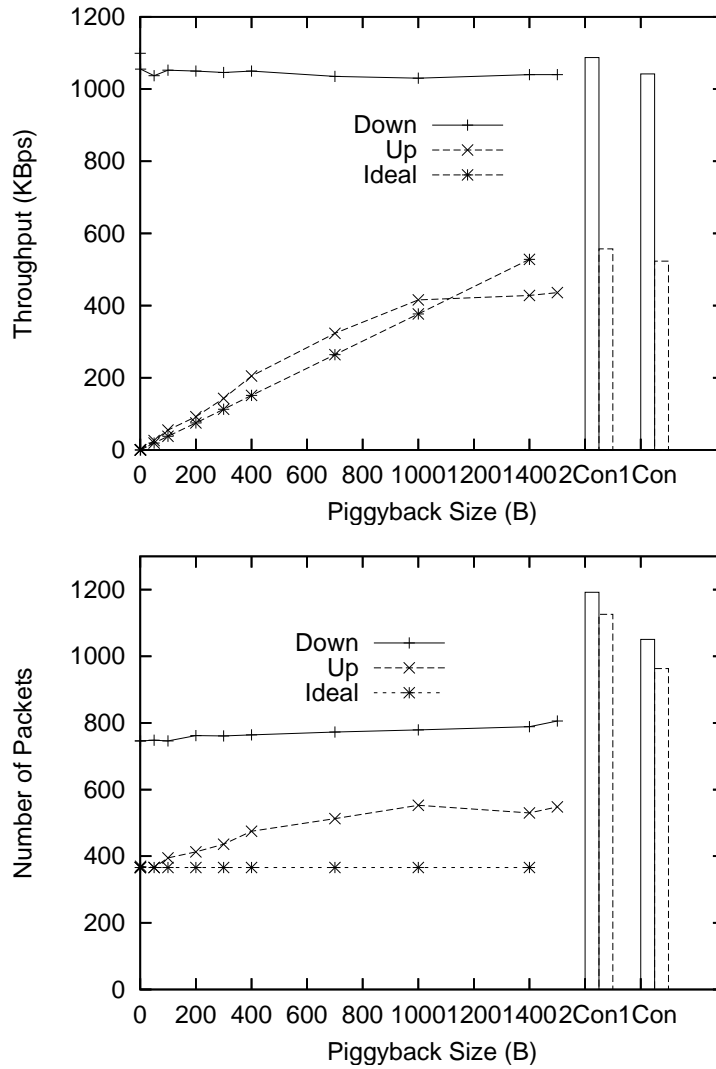 1200
1000
800
600
400
200
0
Throughput (KBps)
Down
Up
Ideal
0 200 400 600 800 1000 1200 1400 2Con 1Con
Piggyback Size (B)
1200
1000
800
600
400
200
0
Number of Packets
Down
Up
Ideal
0 200 400 600 800 1000 1200 1400 2Con 1Con
Piggyback Size (B)